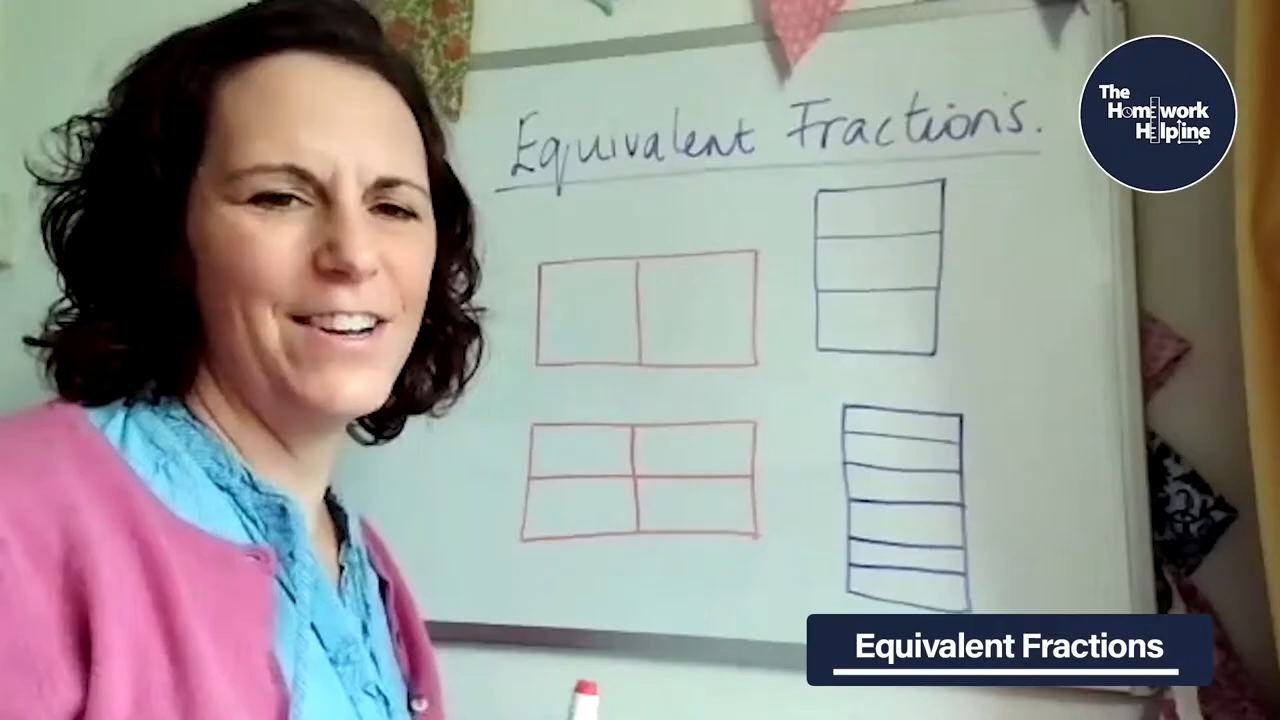 Equivalent Fractions.
The
Homework
Helpline
Equivalent Fractions